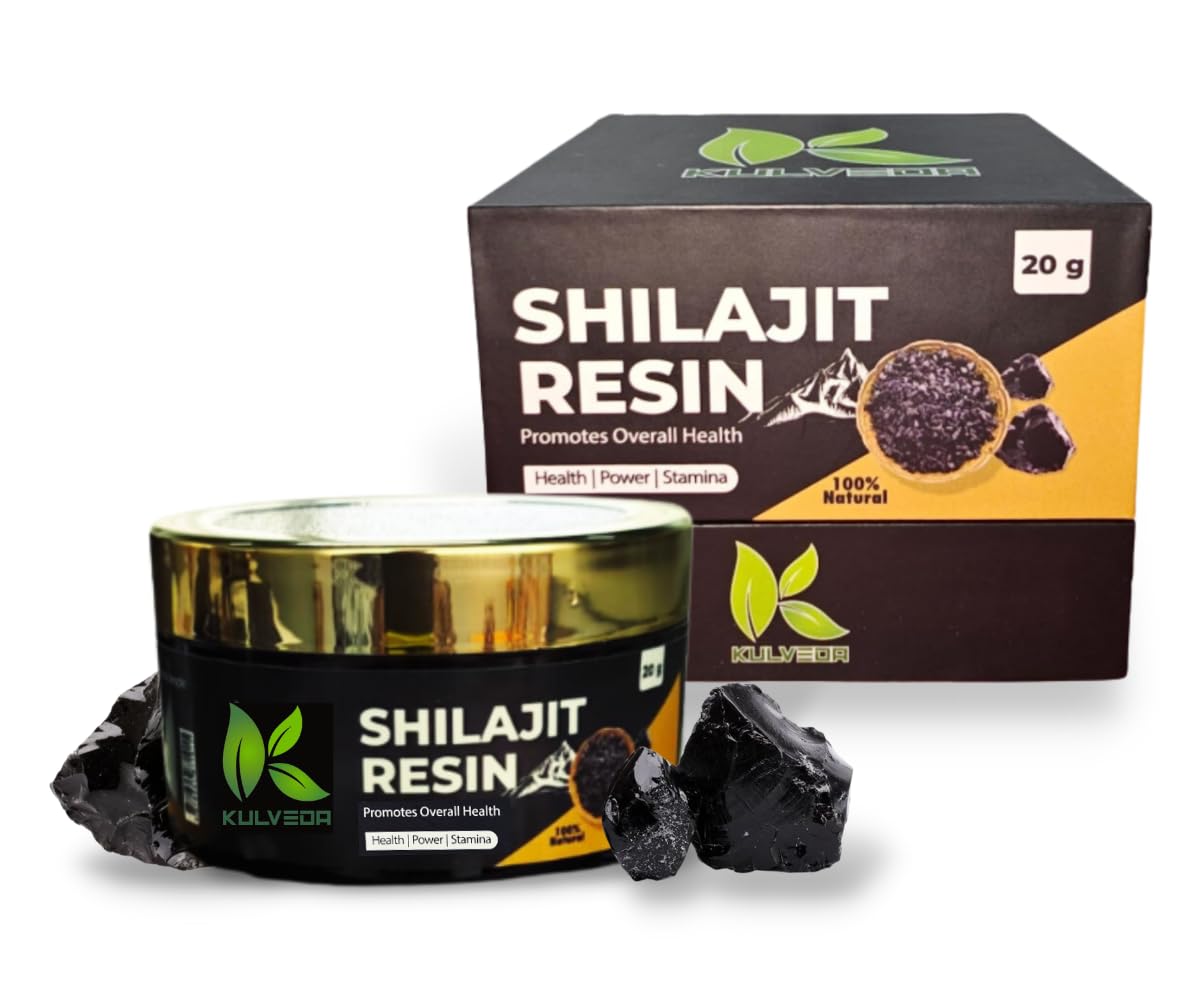 KULVEDA
20 g
SHILAJIT
RESIN
Promotes Overall Health
Health | Power | Stamina
100%
Natural
KULVEDA
20 g
SHILAJIT
RESIN
Promotes Overall Health
Health | Power | Stamina
100%
Natural
KULVEDA